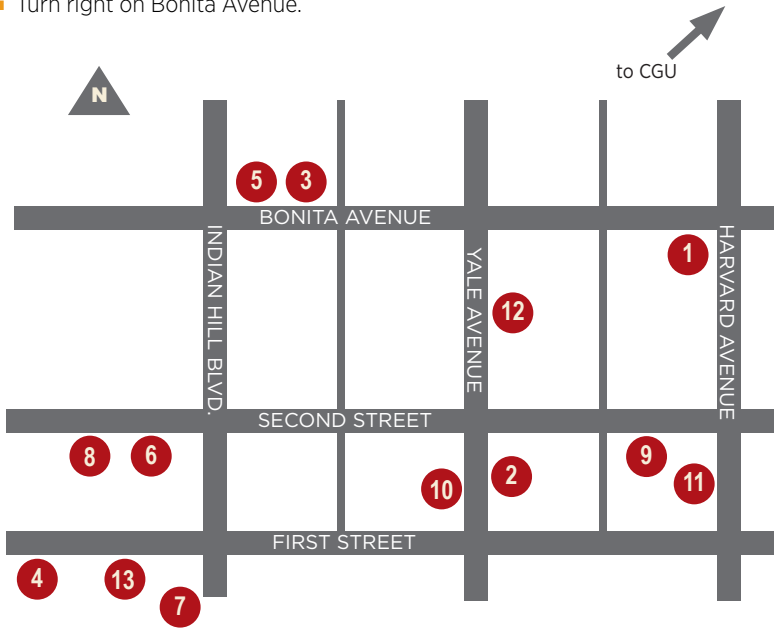 Turn right on Bonita Avenue.
to CGU
N
5
3
BONITA AVENUE
INDIAN HILL BLVD.
YALE AVENUE
HARVARD AVENUE
1
12
SECOND STREET
8
6
10
2
9
11
FIRST STREET
4
13
7